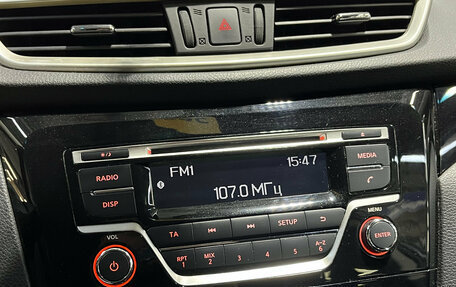 FM1 15:47
107.0 МГц
RADIO
MEDIA
DISP
TA SETUP MENU
VOL
RPT 1 MIX 2 3 4 5 A-Z 6
ENTER